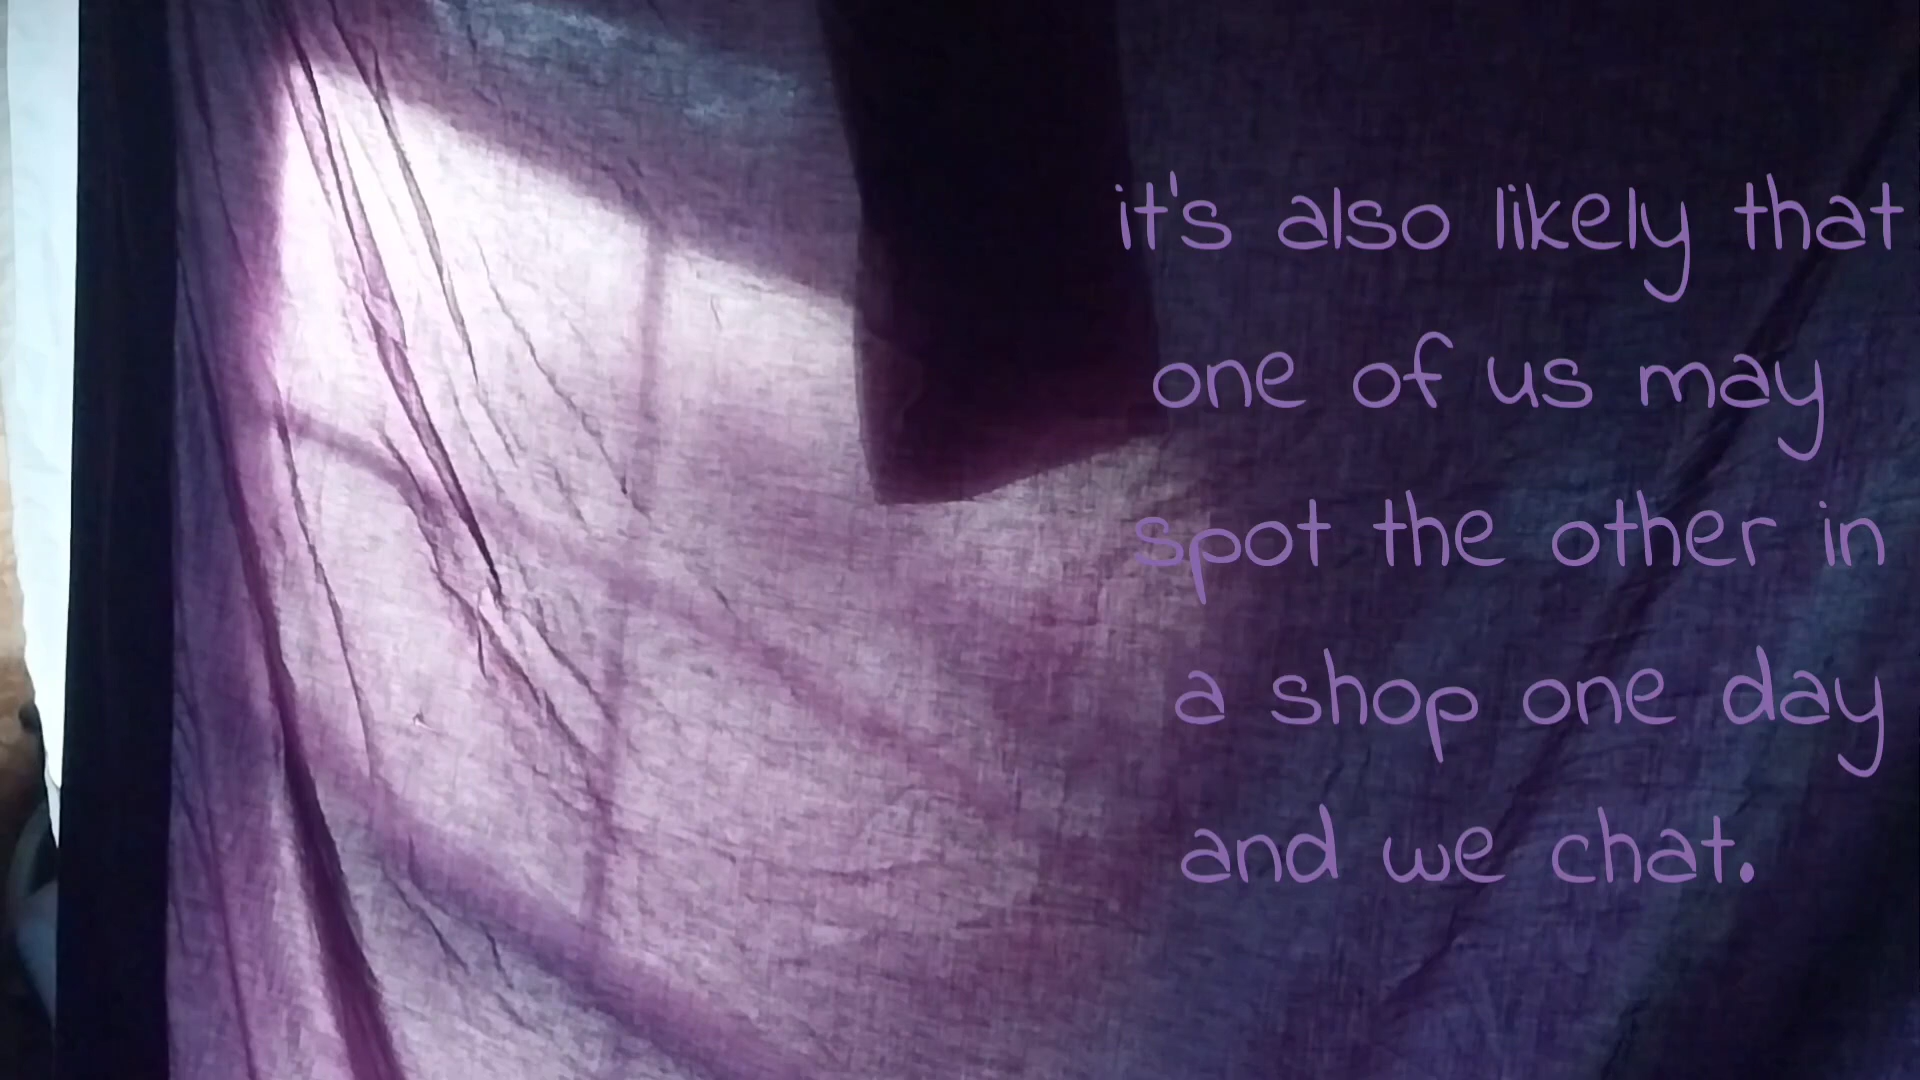 it's also likely that
one of us may
spot the other in
a shop one day
and we chat.